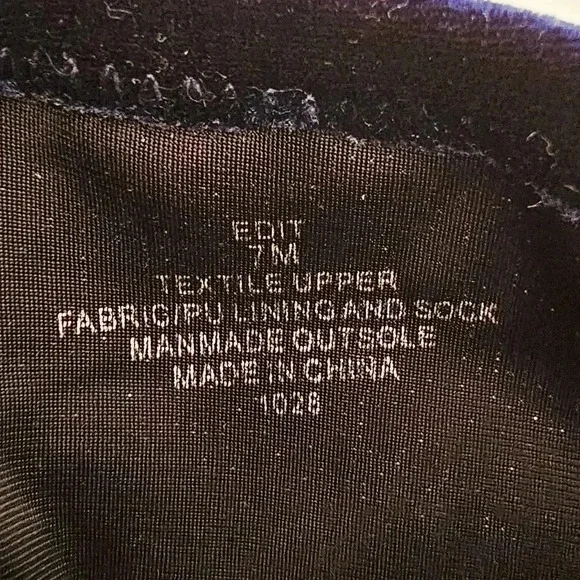 EDIT
7M
TEXTILE UPPER
FABRIC/PU LINING AND SOCK
MANMADE OUTSOLE
MADE IN CHINA
1028